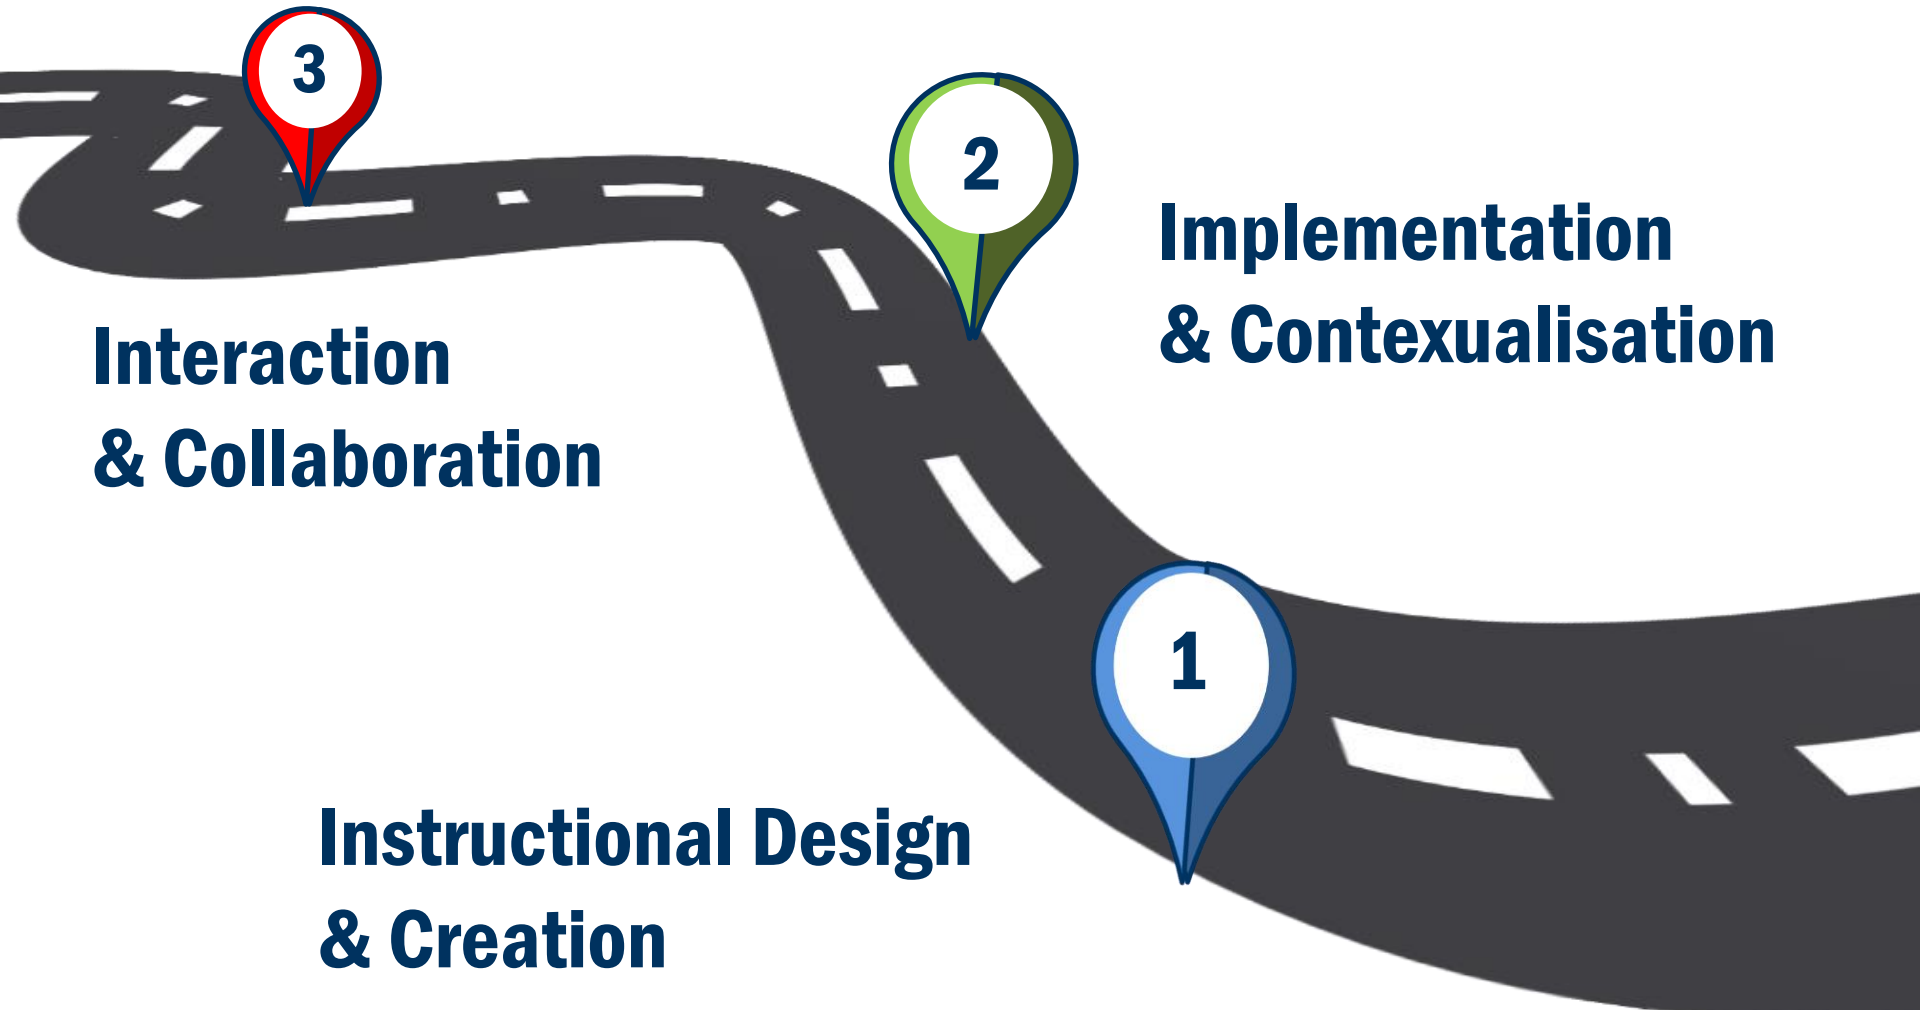 3
2
Implementation
& Contexualisation
Interaction
& Collaboration
1
Instructional Design
& Creation